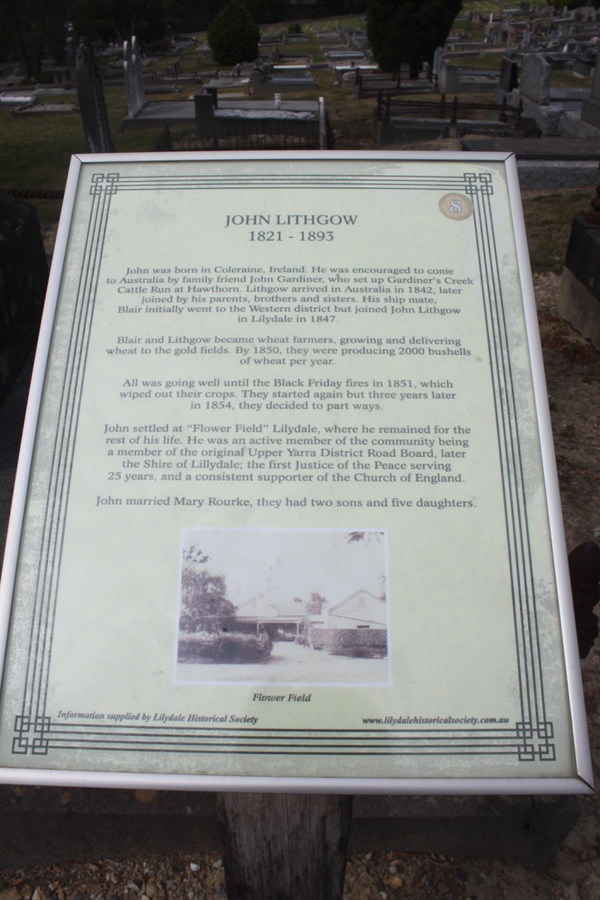 8
JOHN LITHGOW
1821 - 1893
John was born in Coleraine, Ireland. He was encouraged to come
to Australia by family friend John Gardiner, who set up Gardiner's Creek
Cattle Run at Hawthorn. Lithgow arrived in Australia in 1842, later
joined by his parents, brothers and sisters. His ship mate,
Blair initially went to the Western district but joined John Lithgow
in Lilydale in 1847.
Blair and Lithgow became wheat farmers, growing and delivering
wheat to the gold fields. By 1850, they were producing 2000 bushells
of wheat per year.
All was going well until the Black Friday fires in 1851, which
wiped out their crops. They started again but three years later
in 1854, they decided to part ways.
John settled at "Flower Field" Lilydale, where he remained for the
rest of his life. He was an active member of the community being
a member of the original Upper Yarra District Road Board, later
the Shire of Lillydale; the first Justice of the Peace serving
25 years, and a consistent supporter of the Church of England.
John married Mary Rourke, they had two sons and five daughters.
Flower Field
Information supplied by Lilydale Historical Society
www.lilydalehistoricalsociety.com.au